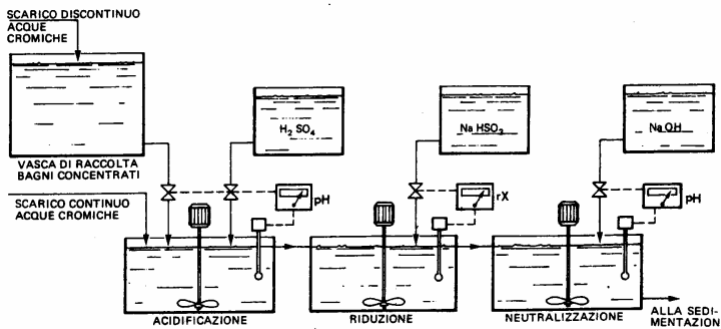 SCARICO DISCONTINUO
ACQUE
CROMICHE
H₂SO₄
NaHSO₃
NaOH
VASCA DI RACCOLTA
BAGNI CONCENTRATI
pH
rX
pH
SCARICO CONTINUO
ACQUE CROMICHE
ACIDIFICAZIONE
RIDUZIONE
NEUTRALIZZAZIONE
ALLA SEDI-
MENTAZION